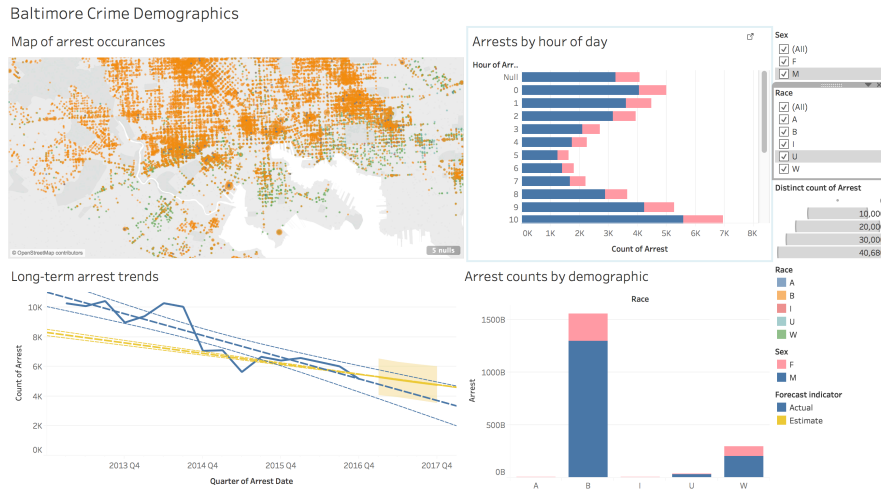 Baltimore Crime Demographics
Map of arrest occurances
© OpenStreetMap contributors
5 nulls
Arrests by hour of day
Hour of Arr..
Null
0
1
2
3
4
5
6
7
8
9
10
0K 1K 2K 3K 4K 5K 6K 7K 8K
Count of Arrest
Sex
(All)
F
M
Race
(All)
A
B
I
U
W
Distinct count of Arrest
10,00
20,00
30,00
40,68
Long-term arrest trends
Count of Arrest
10K
8K
6K
4K
2K
0K
2013 Q4 2014 Q4 2015 Q4 2016 Q4 2017 Q4
Quarter of Arrest Date
Arrest counts by demographic
Race
Arrest
1500B
1000B
500B
0B
A B I U W
Race
A
B
I
U
W
Sex
F
M
Forecast indicator
Actual
Estimate